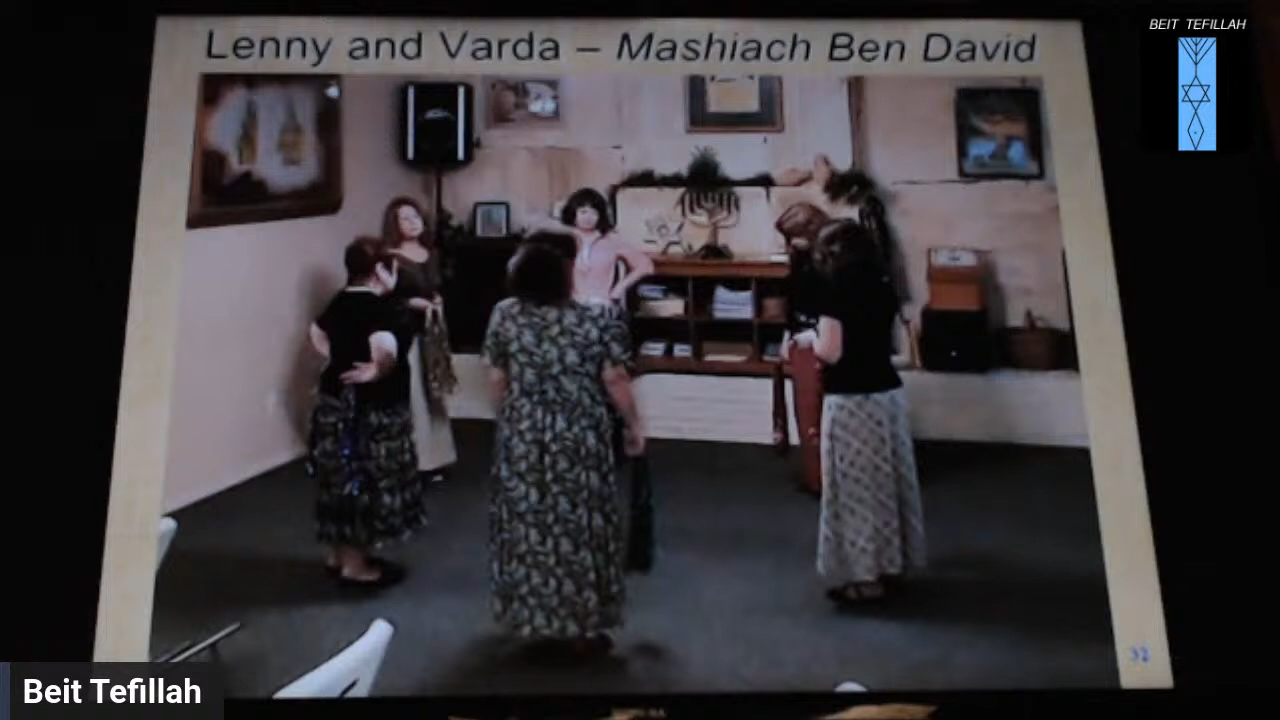 Lenny and Varda – Mashiach Ben David
BEIT TEFILLAH
32
Beit Tefillah